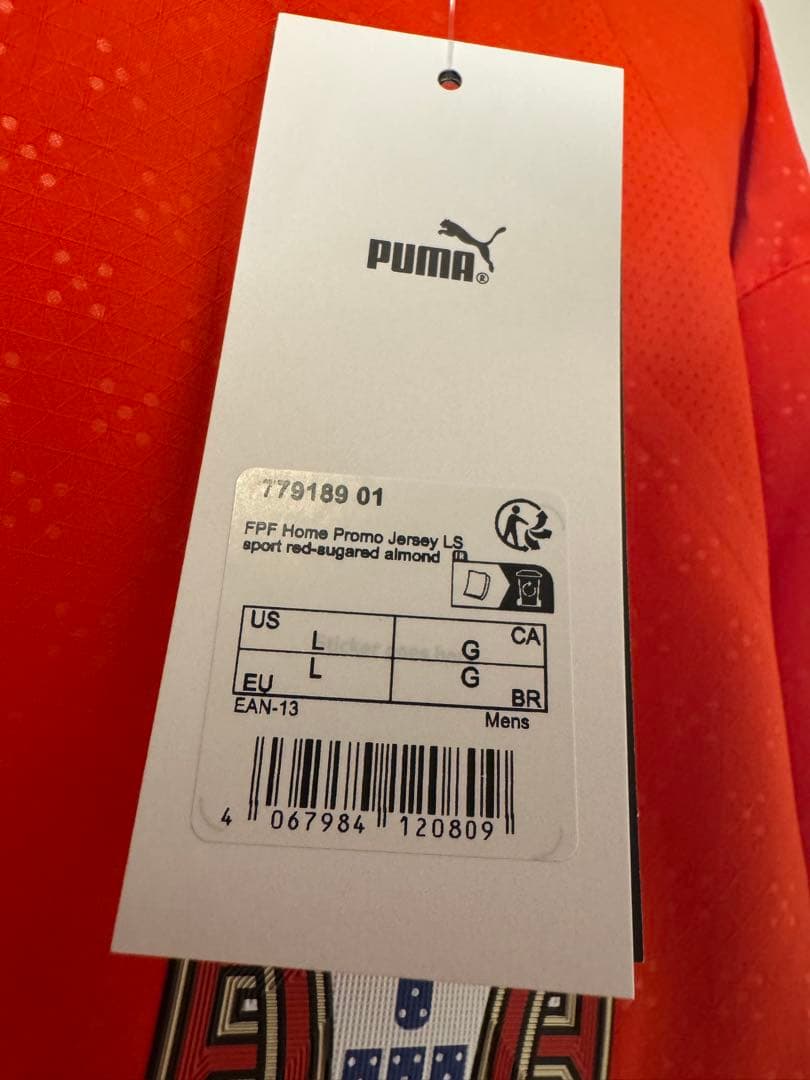 PUMA®
779189 01
FPF Home Promo Jersey LS
sport red-sugared almond
FR
US L G CA
EU L G BR
EAN-13 Mens
4 067984 120809